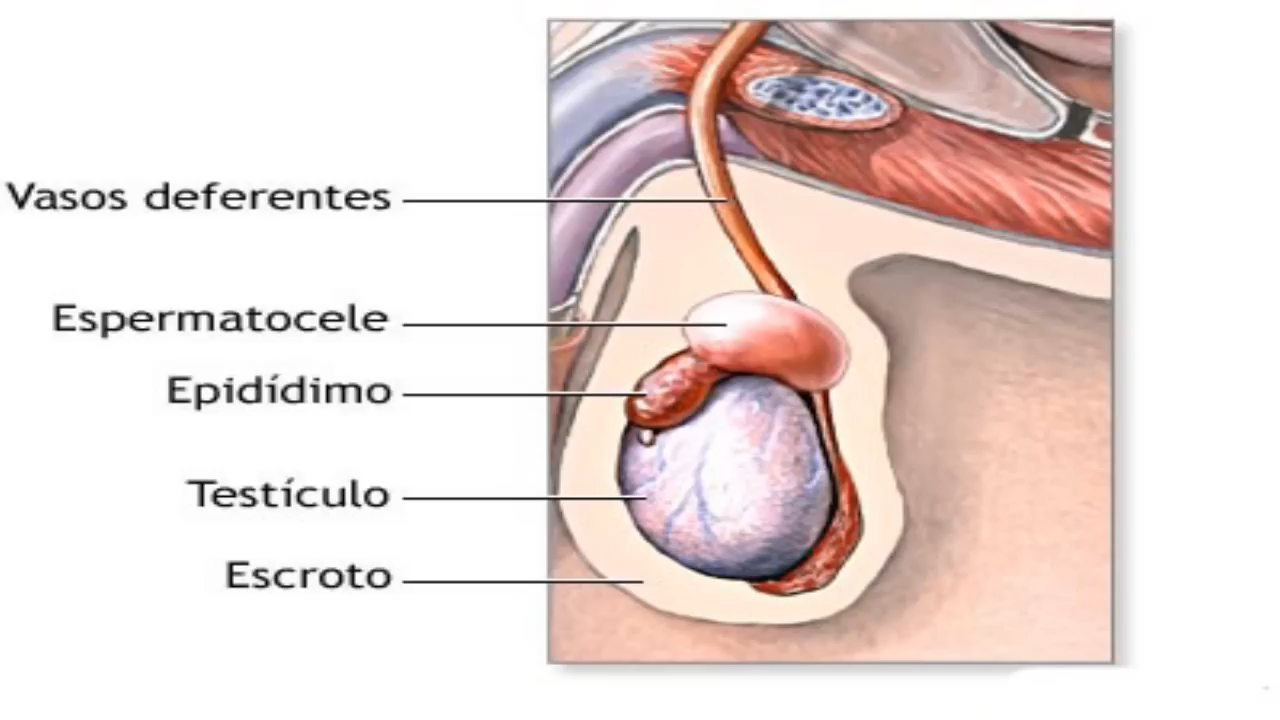 Vasos deferentes
Espermatocele
Epidídimo
Testículo
Escroto